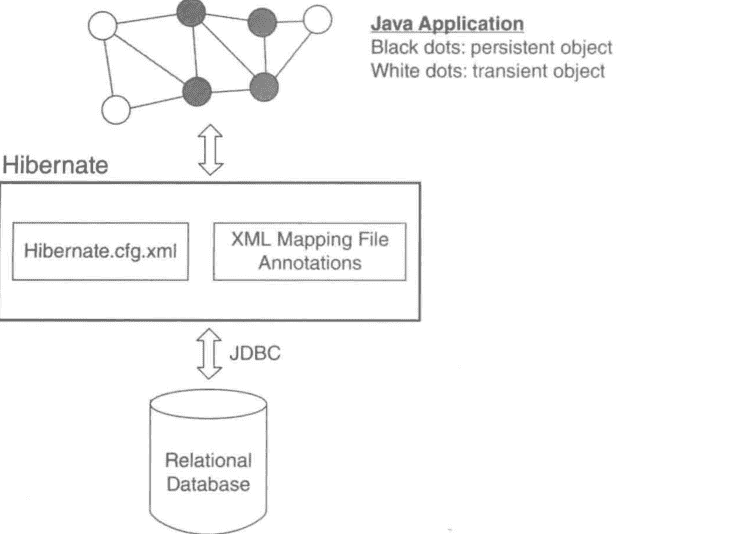 Java Application
Black dots: persistent object
White dots: transient object
Hibernate
Hibernate.cfg.xml
XML Mapping File
Annotations
JDBC
Relational
Database